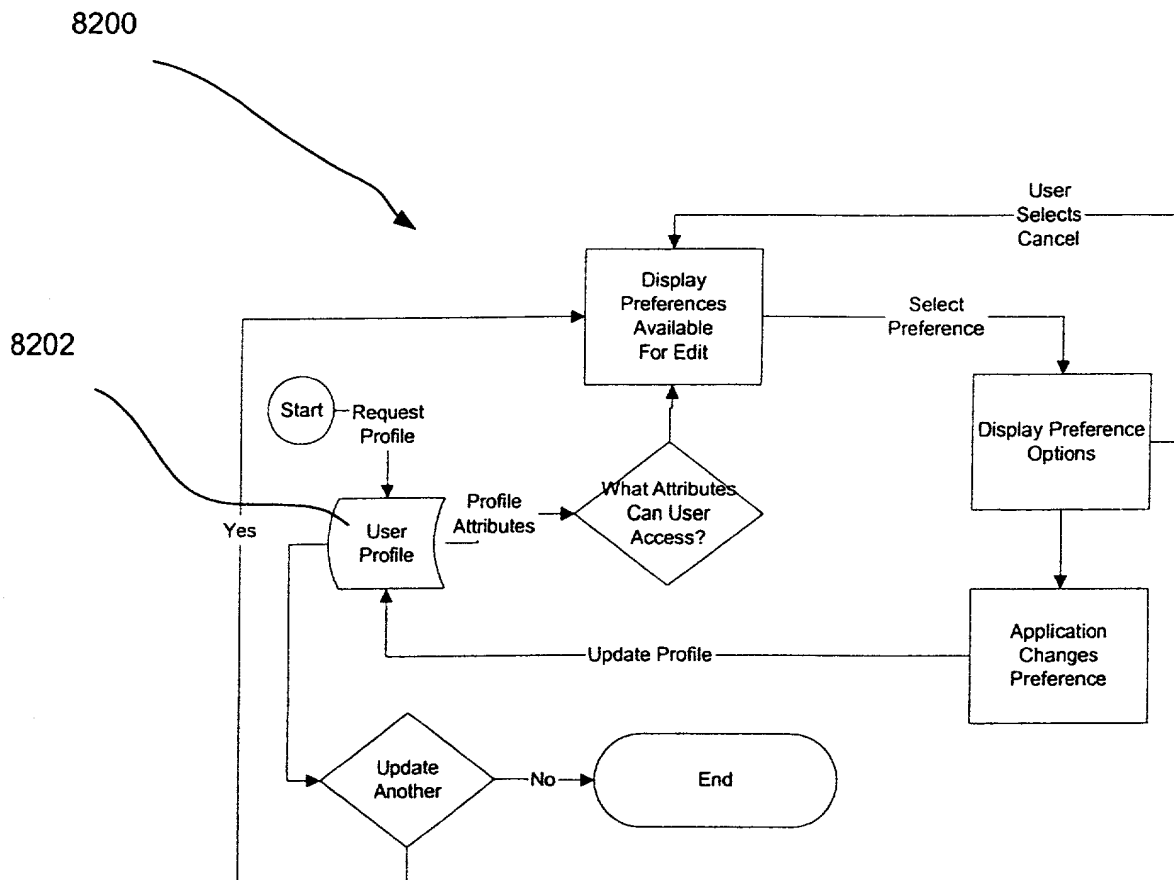 8200
User
Selects
Cancel
Display
Preferences
Available
For Edit
Select
Preference
8202
Start
Request
Profile
Display Preference
Options
What Attributes
Can User
Access?
Profile
Attributes
User
Profile
Yes
Application
Changes
Preference
Update Profile
Update
Another
No
End